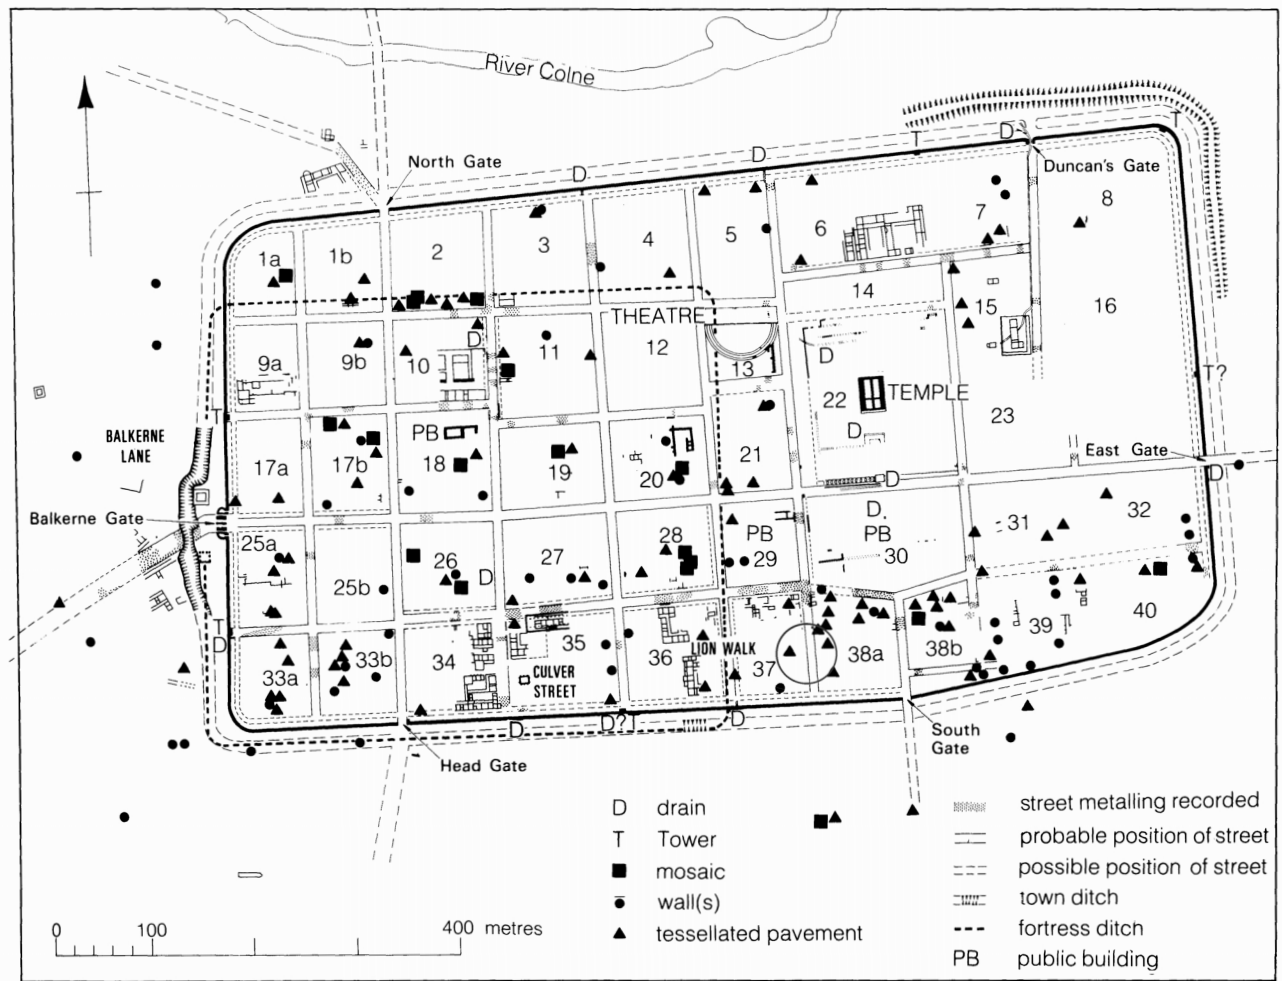 River Colne
North Gate
D
D
T
D
T
Duncan's Gate
1a
1b
2
3
4
5
6
7
8
THEATRE
14
15
16
9a
9b
10
D
11
12
13
D
22
TEMPLE
23
T?
T
BALKERNE
LANE
PB
17a
17b
18
19
20
21
D
East Gate
D
D
Balkerne Gate
25a
25b
26
D
27
28
PB
29
D.
PB
30
31
32
T
D
33a
33b
34
35
CULVER
STREET
36
LION WALK
37
38a
38b
39
40
D
D?
T
D
Head Gate
South
Gate
D drain
T Tower
mosaic
wall(s)
tessellated pavement
street metalling recorded
probable position of street
possible position of street
town ditch
fortress ditch
PB public building
0 100 400 metres